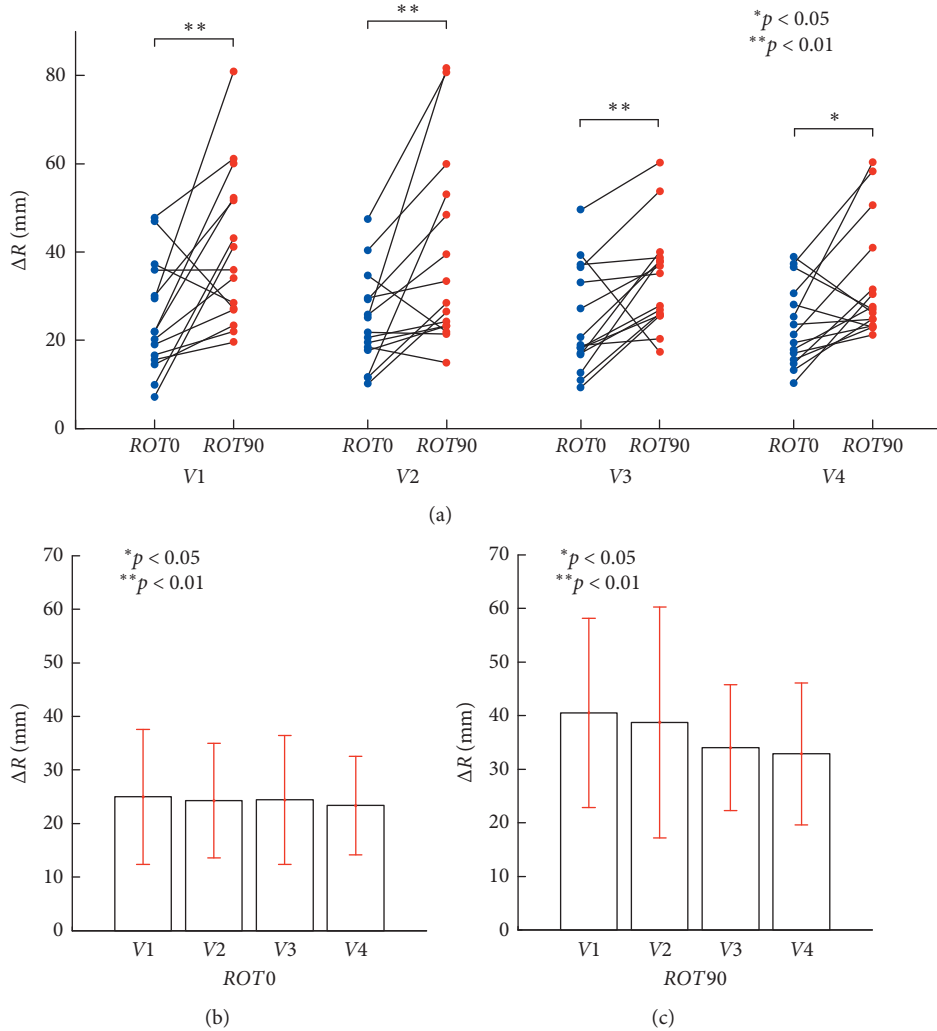 ** ** *p < 0.05
**p < 0.01
80
** *
60
ΔR (mm)
40
20
0
ROT0 ROT90 ROT0 ROT90 ROT0 ROT90 ROT0 ROT90
V1 V2 V3 V4
(a)
70
*p < 0.05
**p < 0.01
60
50
40
ΔR (mm)
30
20
10
0
V1 V2 V3 V4
ROT0
(b)
70
*p < 0.05
**p < 0.01
60
50
40
ΔR (mm)
30
20
10
0
V1 V2 V3 V4
ROT90
(c)